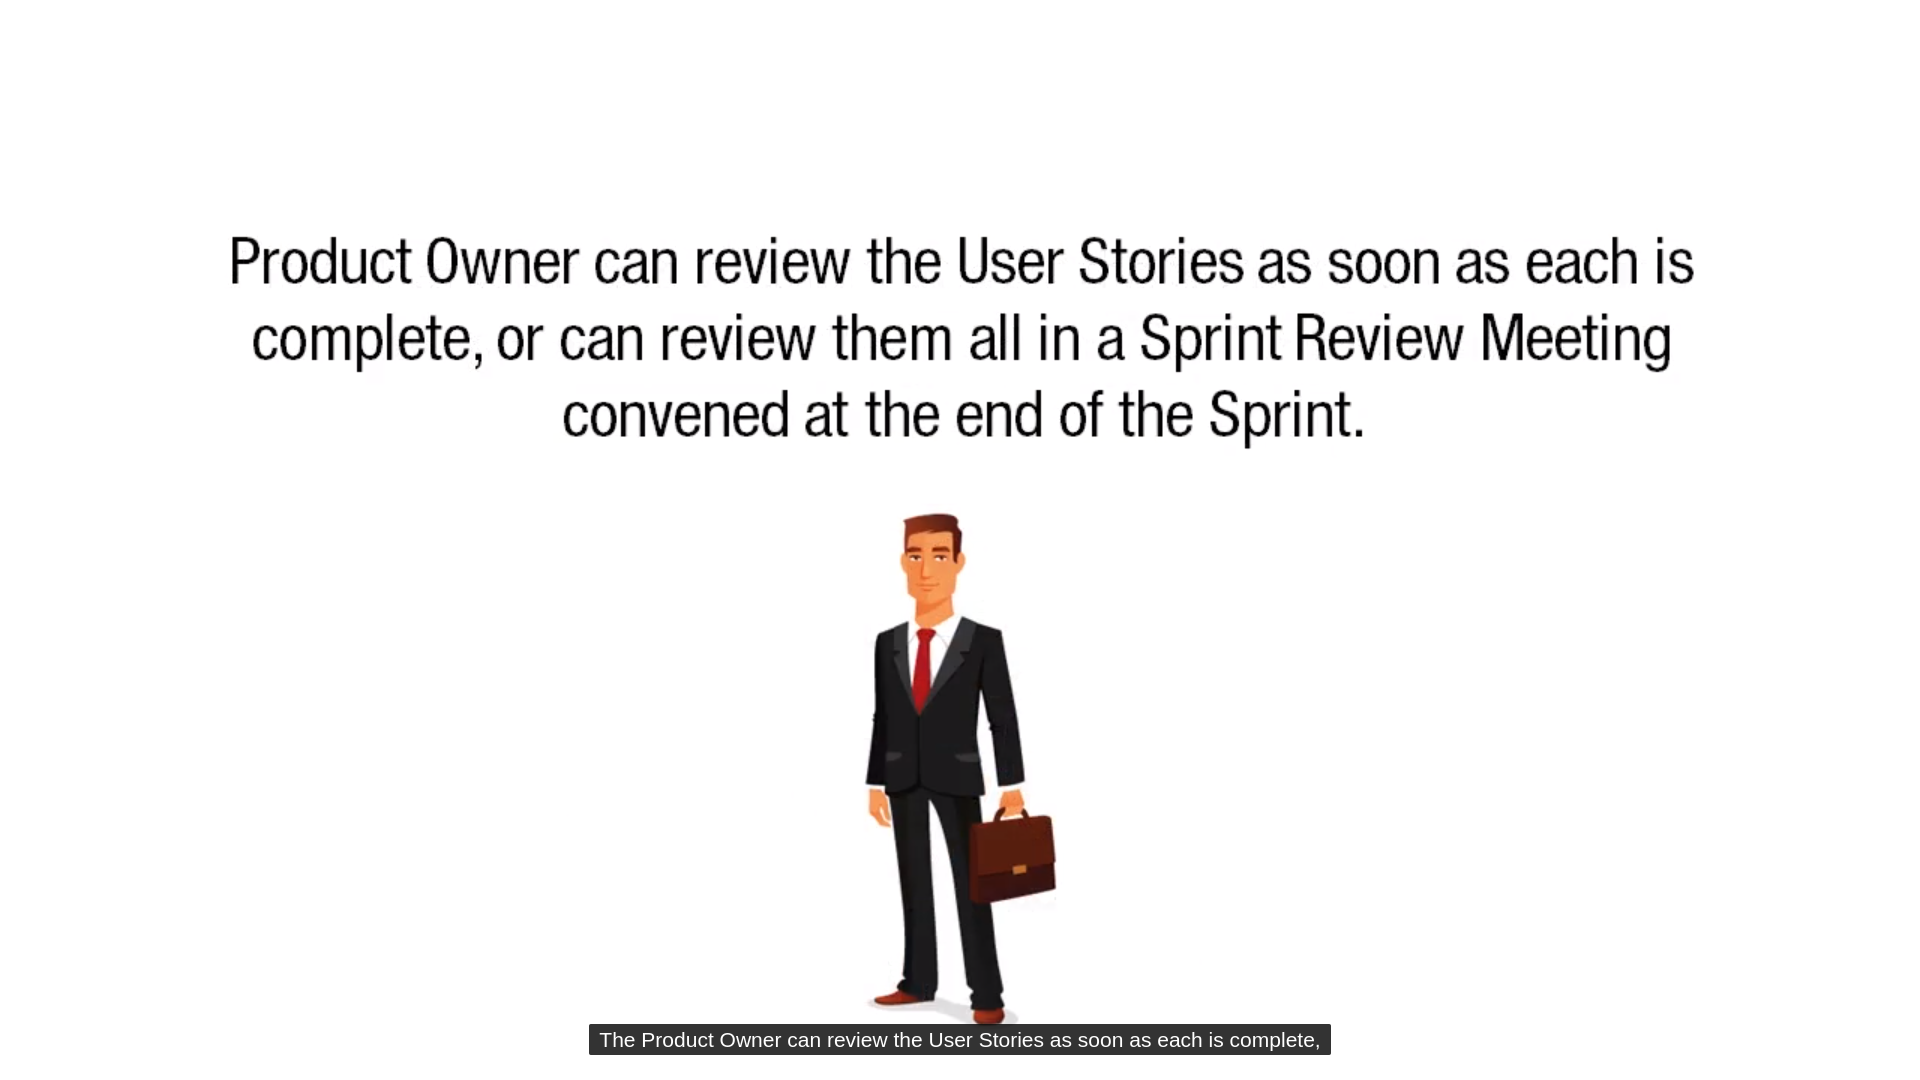 Product Owner can review the User Stories as soon as each is
complete, or can review them all in a Sprint Review Meeting
convened at the end of the Sprint.
The Product Owner can review the User Stories as soon as each is complete,